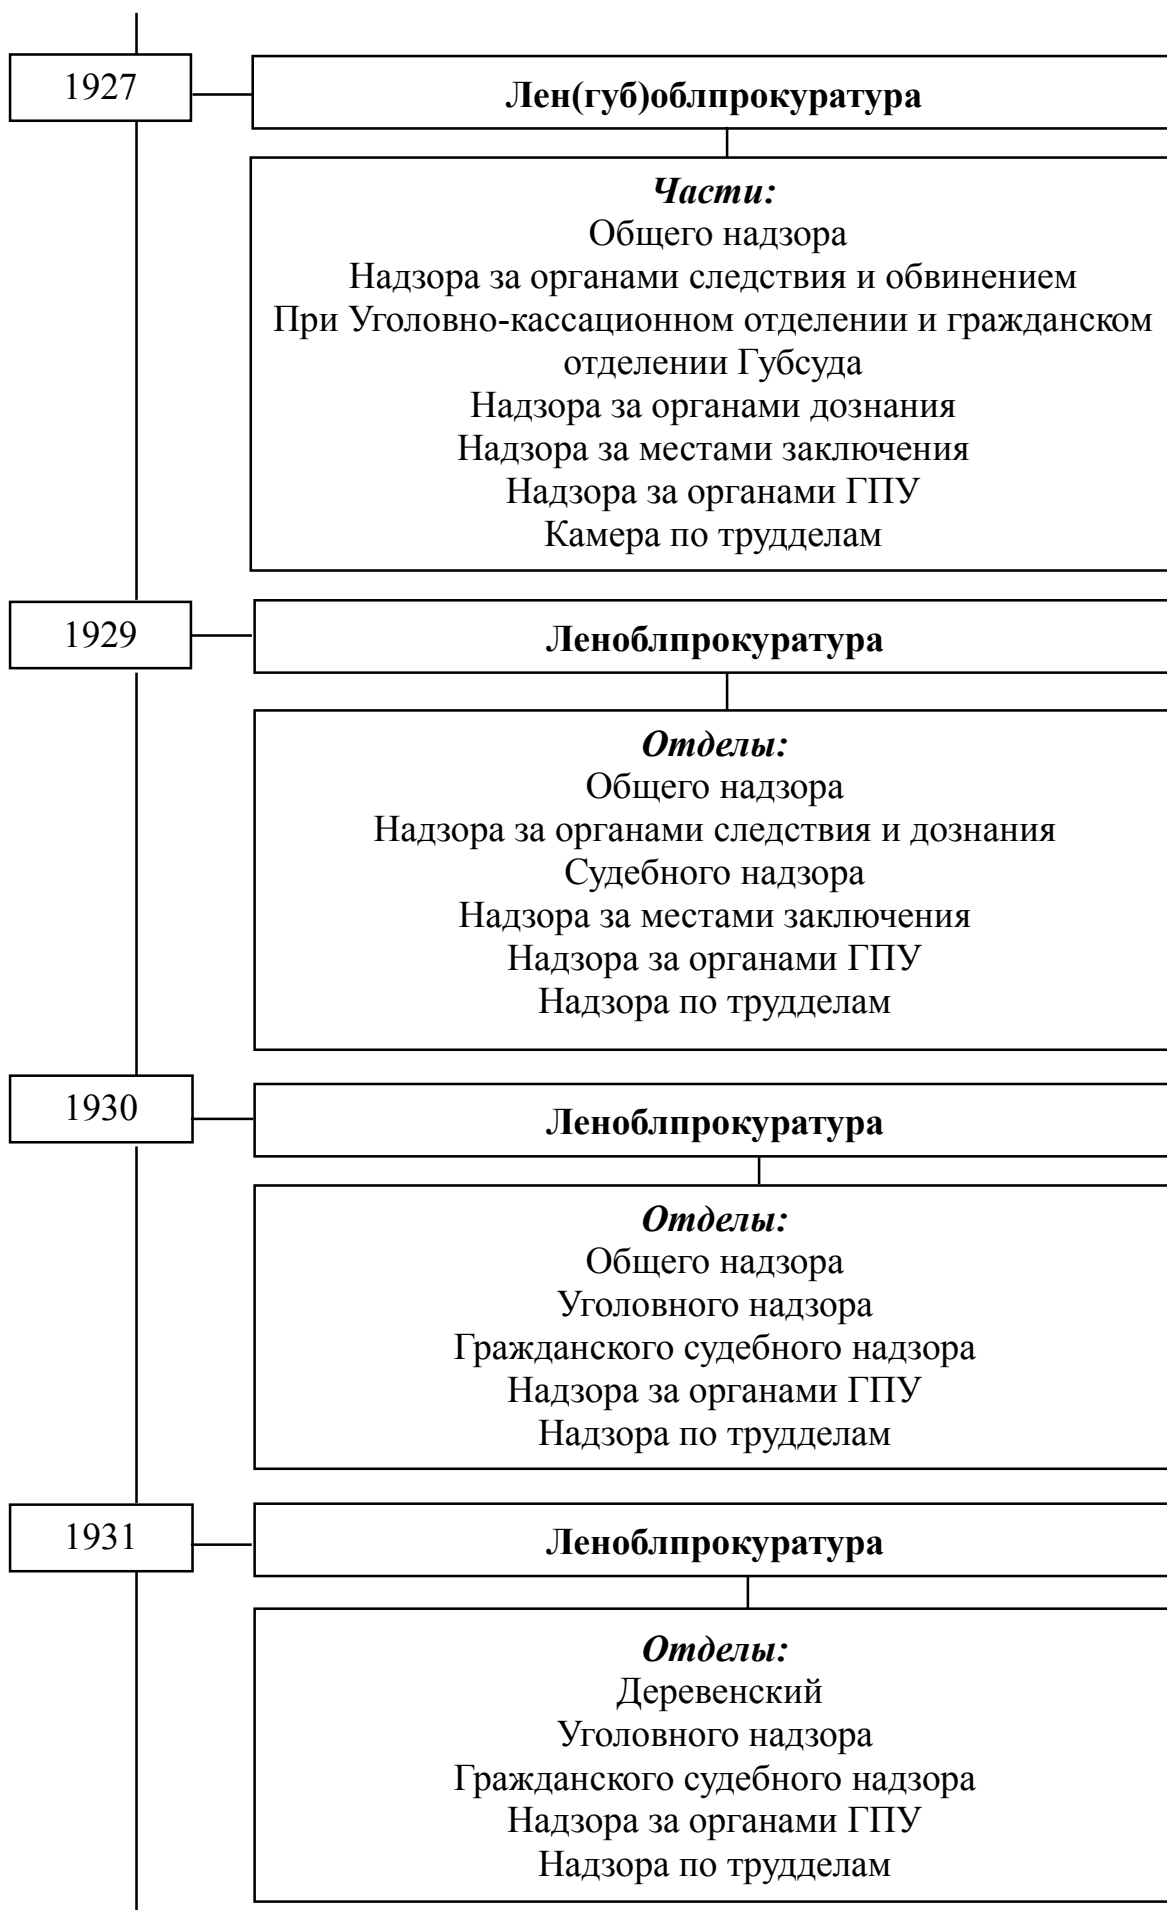 1927
Лен(губ)облпрокуратура
Части:
Общего надзора
Надзора за органами следствия и обвинением
При Уголовно-кассационном отделении и гражданском
отделении Губсуда
Надзора за органами дознания
Надзора за местами заключения
Надзора за органами ГПУ
Камера по трудделам
1929
Леноблпрокуратура
Отделы:
Общего надзора
Надзора за органами следствия и дознания
Судебного надзора
Надзора за местами заключения
Надзора за органами ГПУ
Надзора по трудделам
1930
Леноблпрокуратура
Отделы:
Общего надзора
Уголовного надзора
Гражданского судебного надзора
Надзора за органами ГПУ
Надзора по трудделам
1931
Леноблпрокуратура
Отделы:
Деревенский
Уголовного надзора
Гражданского судебного надзора
Надзора за органами ГПУ
Надзора по трудделам